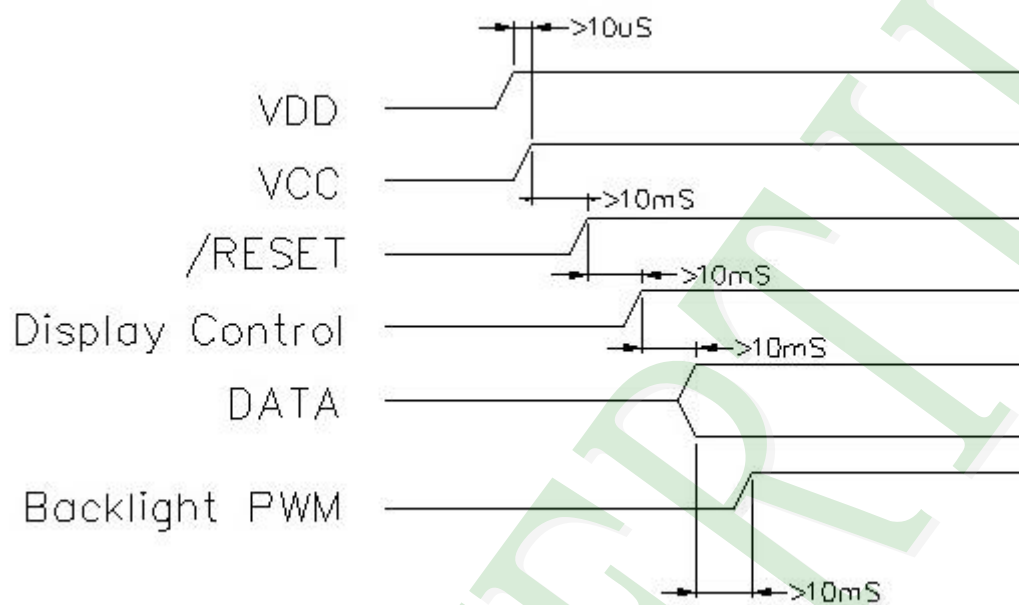 >10uS
VDD
VCC
>10mS
/RESET
>10mS
Display Control
>10mS
DATA
Backlight PWM
>10mS